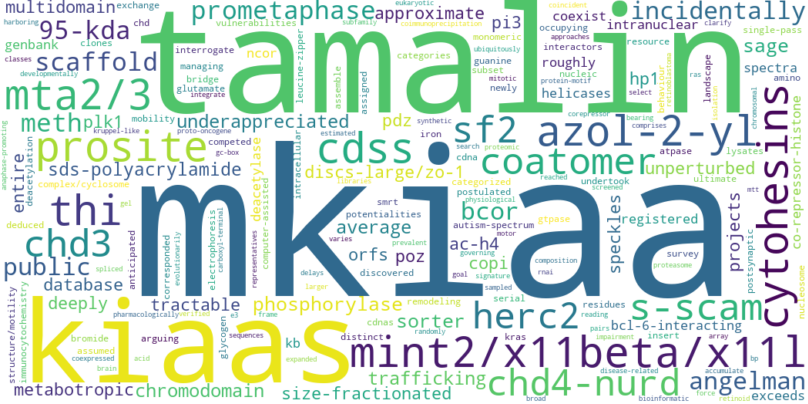 multidomain exchange
harboring
chd
vulnerabilities
classes genbank
developmentally clones
95-kda
prometaphase
approximate
pi3
eukaryotic
subfamily
categories
monomeric
ubiquitously
coexist
intranuclear
coincident
approaches
occupying
interactors
clarify
incidentally
resource
single-pass
sage
tamalin
scaffold
interrogate
ncor
managing
bridge
glutamate
integrate
leucine-zipper
assemble
assigned
guanine
subset
newly
roughly
nucleic
mitotic
helicases
hp1
protein-motif
ras
select
landscape
spectra
amino
chromosomal
mta2/3
meth
plk1
mobility
underappreciated
pdz
kruppel-like
proto-oncogene
synthetic
corepressor
bearing
comprises
anaphase-promoting
deacetylation
entire
prosite
competed
gc-box
estimated
intracellular
cdss
iron
cdna
search
proteomic
sf2
azol-2-yl
atpase
lysates
coatomer
unperturbed
ultimate
cytohesins
co-repressor-histone
nucleosome
sds-polyacrylamide
discs-large/zo-1
deacetylase
computer-assisted
libraries
categorized
reached
screened
undertook
physiological
mtt
complex/cyclosome
thi
gel
deduced
mkiaa
smrt
postulated
potentialities
autism-spectrum
bcor
gtpase
motor
average
varies
prevalent
governing
ac-h4
speckles
registered
projects
chd3
anticipated
corresponded
evolutionarily
electrophoresis
carboxyl-terminal
representatives
orfs
poz
discovered
delays
larger
copi
signature
goal
sampled
composition
rnai
survey
proteasome
postsynaptic
public
spliced
database
deeply
tractable
pharmacologically
verified
e3
frame
phosphorylase
remodeling
serial
herc2
residues
s-scam
structure/motility
immunocytochemistry
kiaas
bromide
assumed
coexpressed
brain
arguing
acid
glycogen
sequences
kb
expanded
cdnas
randomly
sorter
distinct
kras
reading
pairs
bcl-6-interacting
insert
array
impairment
bp
mint2/x11beta/x11l
metabotropic
chromodomain
size-fractionated
trafficking
broad
chd4-nurd
disease-related
accumulate
force
retinoid
bioinformatic
angelman
exceeds